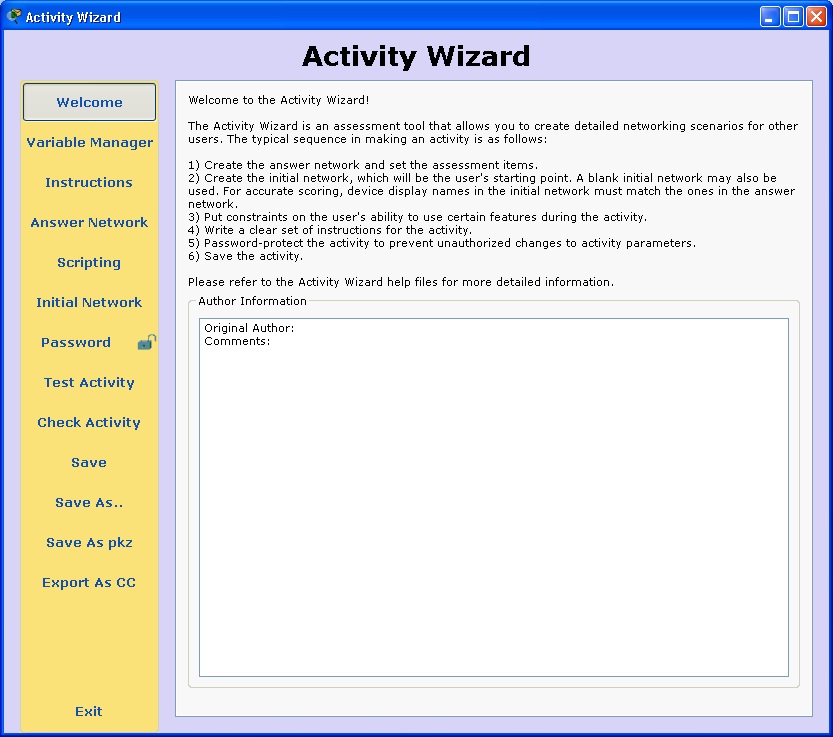 Activity Wizard
Activity Wizard
Welcome
Variable Manager
Instructions
Answer Network
Scripting
Initial Network
Password
Test Activity
Check Activity
Save
Save As..
Save As pkz
Export As CC
Exit
Welcome to the Activity Wizard!
The Activity Wizard is an assessment tool that allows you to create detailed networking scenarios for other
users. The typical sequence in making an activity is as follows:
1) Create the answer network and set the assessment items.
2) Create the initial network, which will be the user's starting point. A blank initial network may also be
used. For accurate scoring, device display names in the initial network must match the ones in the answer
network.
3) Put constraints on the user's ability to use certain features during the activity.
4) Write a clear set of instructions for the activity.
5) Password-protect the activity to prevent unauthorized changes to activity parameters.
6) Save the activity.
Please refer to the Activity Wizard help files for more detailed information.
Author Information
Original Author:
Comments: